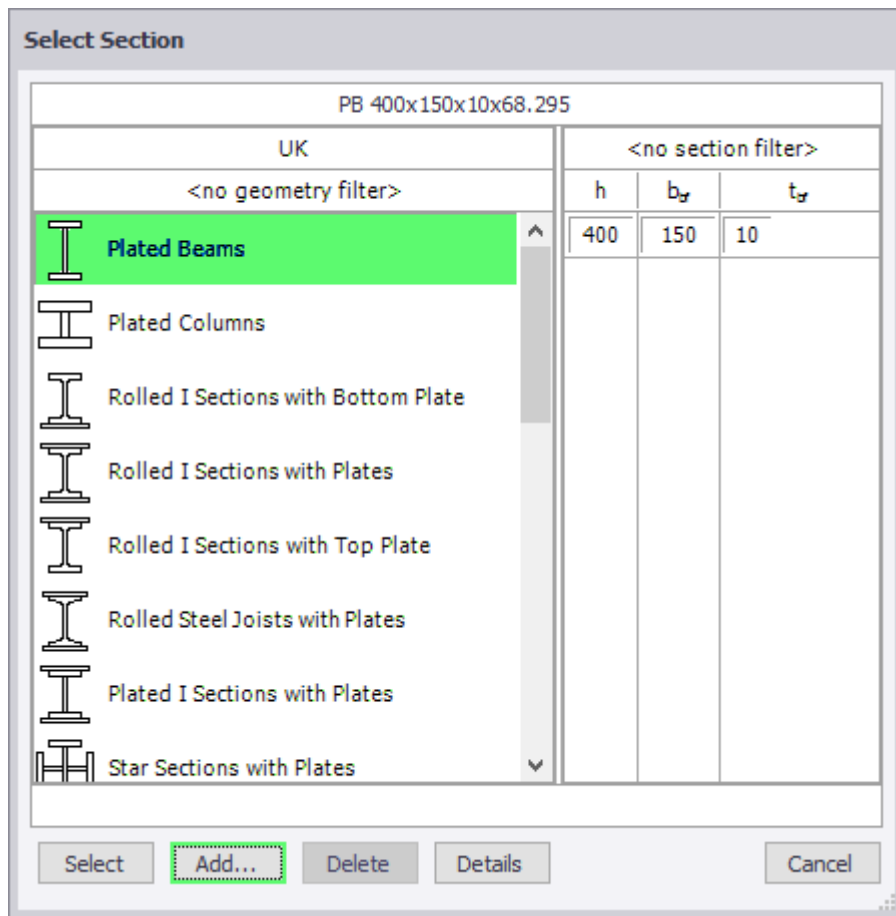 Select Section
PB 400x150x10x68.295
UK
<no section filter>
<no geometry filter>
h
btf
ttf
Plated Beams
400
150
10
Plated Columns
Rolled I Sections with Bottom Plate
Rolled I Sections with Plates
Rolled I Sections with Top Plate
Rolled Steel Joists with Plates
Plated I Sections with Plates
Star Sections with Plates
Select
Add...
Delete
Details
Cancel